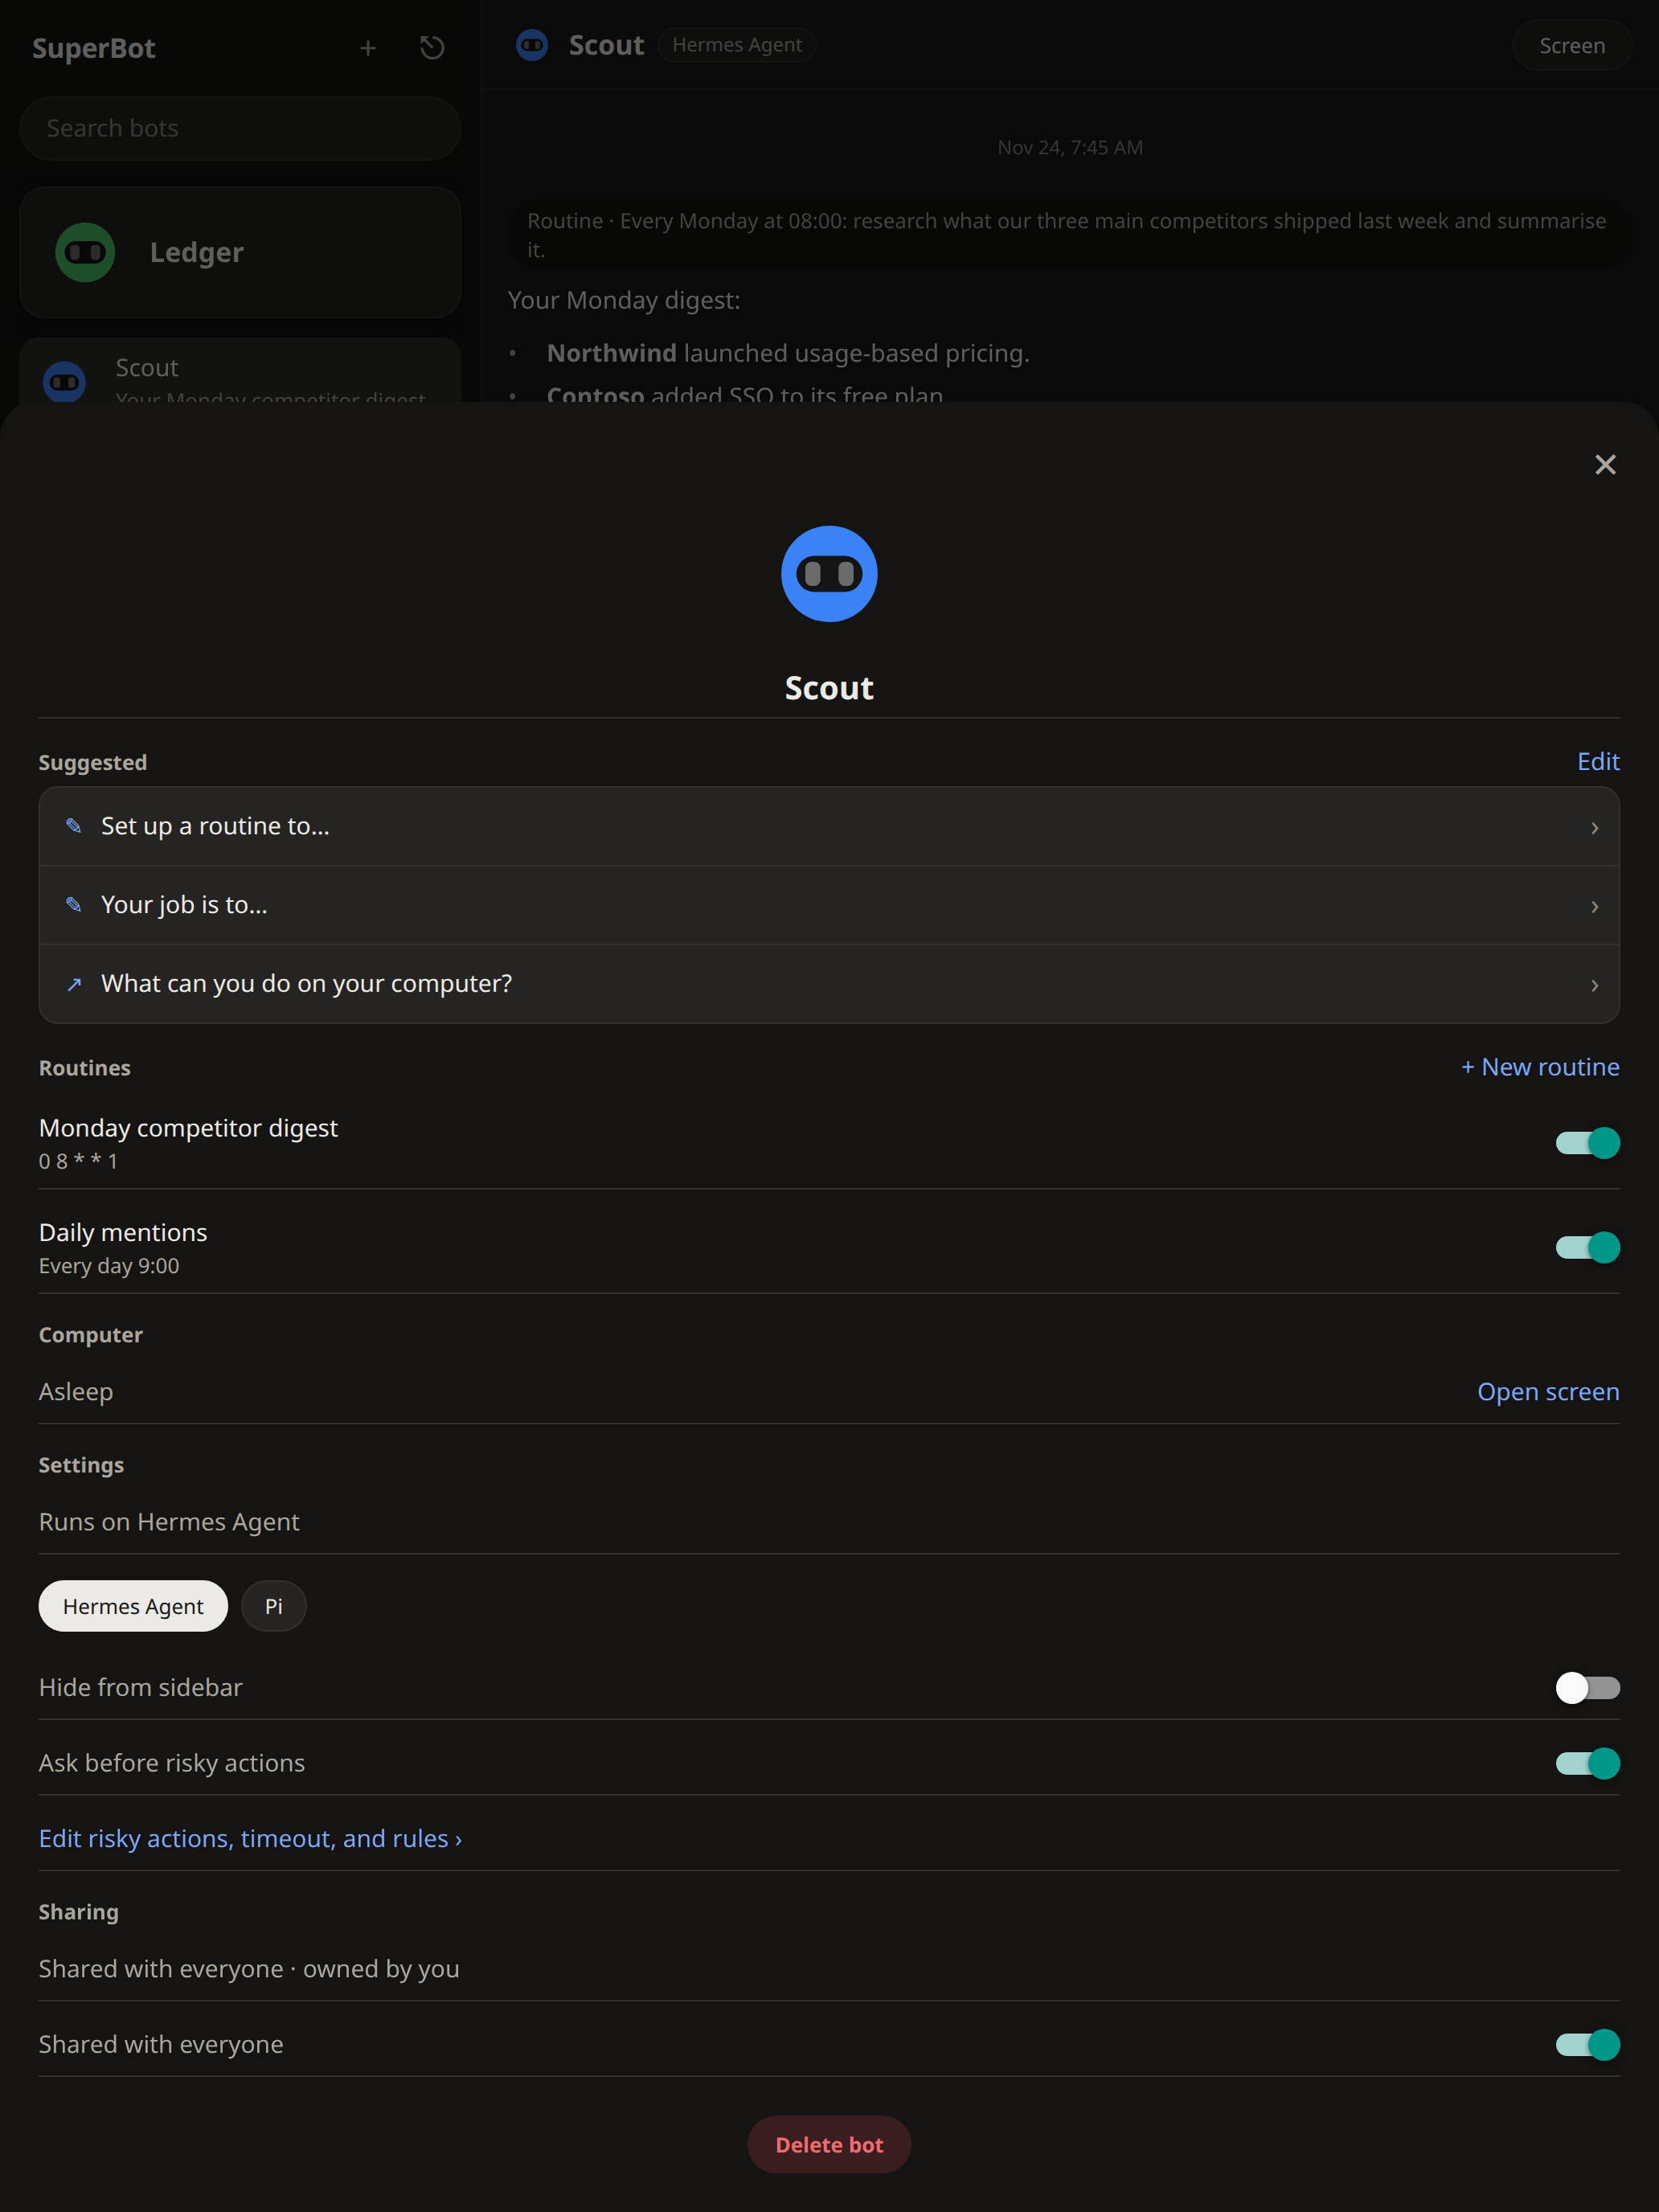 SuperBot
+
Search bots
Ledger
Scout
Your Monday competitor digest
Scout
Hermes Agent
Screen
Nov 24, 7:45 AM
Routine · Every Monday at 08:00: research what our three main competitors shipped last week and summarise
it.
Your Monday digest:
• Northwind launched usage-based pricing.
• Contoso added SSO to its free plan
✕
Scout
Suggested
Edit
✎ Set up a routine to... ›
✎ Your job is to... ›
↗ What can you do on your computer? ›
Routines
+ New routine
Monday competitor digest
0 8 * * 1
Daily mentions
Every day 9:00
Computer
Asleep
Open screen
Settings
Runs on Hermes Agent
Hermes Agent
Pi
Hide from sidebar
Ask before risky actions
Edit risky actions, timeout, and rules ›
Sharing
Shared with everyone · owned by you
Shared with everyone
Delete bot